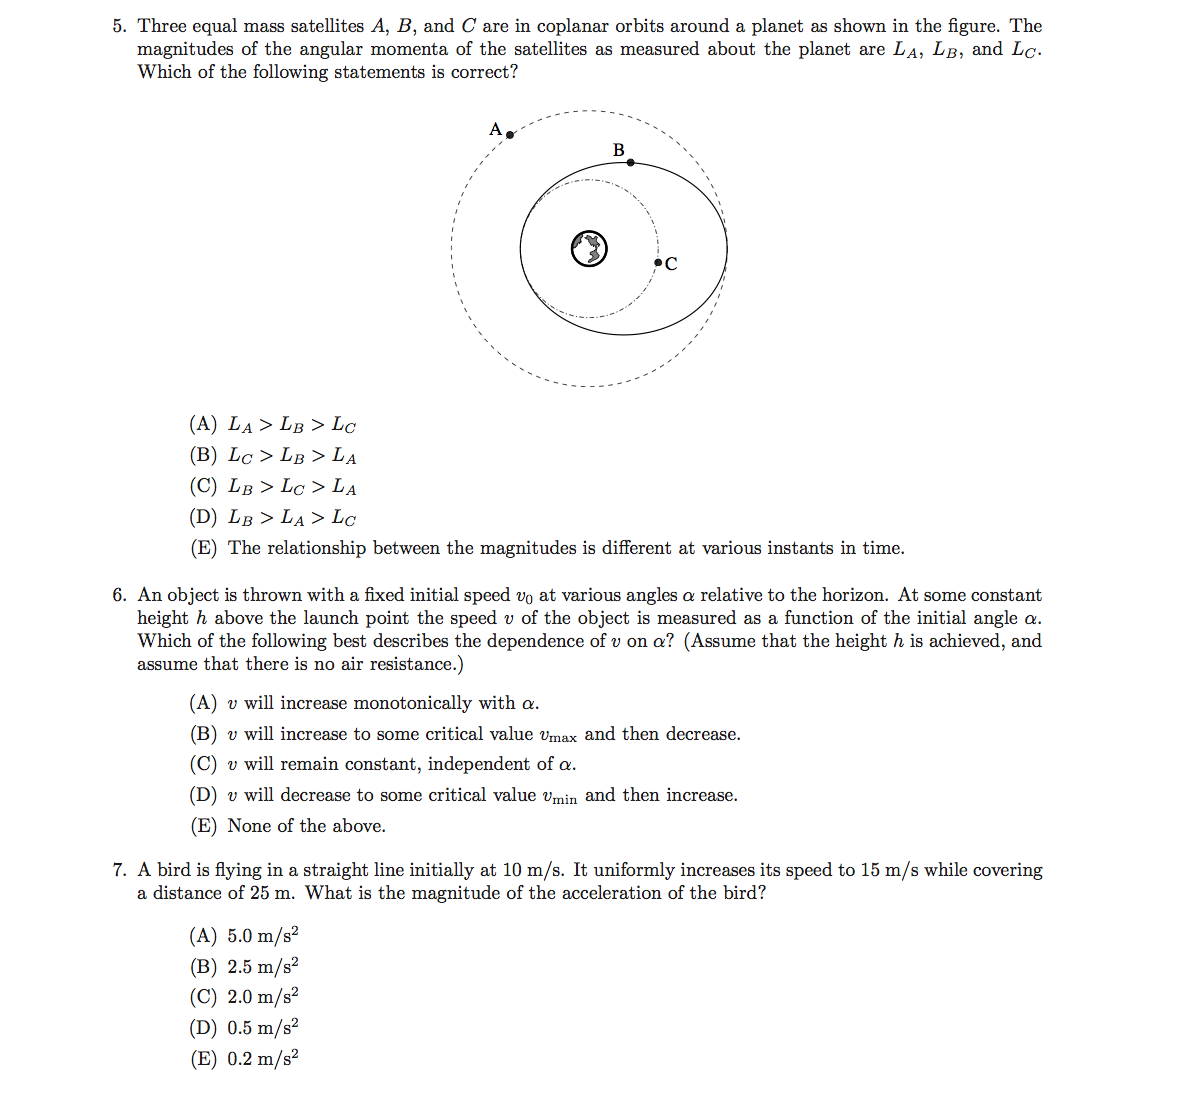 5. Three equal mass satellites A, B, and C are in coplanar orbits around a planet as shown in the figure. The
magnitudes of the angular momenta of the satellites as measured about the planet are L_A, L_B, and L_C.
Which of the following statements is correct?
A
B
C
(A) L_A > L_B > L_C
(B) L_C > L_B > L_A
(C) L_B > L_C > L_A
(D) L_B > L_A > L_C
(E) The relationship between the magnitudes is different at various instants in time.
6. An object is thrown with a fixed initial speed v₀ at various angles α relative to the horizon. At some constant
height h above the launch point the speed v of the object is measured as a function of the initial angle α.
Which of the following best describes the dependence of v on α? (Assume that the height h is achieved, and
assume that there is no air resistance.)
(A) v will increase monotonically with α.
(B) v will increase to some critical value v_max and then decrease.
(C) v will remain constant, independent of α.
(D) v will decrease to some critical value v_min and then increase.
(E) None of the above.
7. A bird is flying in a straight line initially at 10 m/s. It uniformly increases its speed to 15 m/s while covering
a distance of 25 m. What is the magnitude of the acceleration of the bird?
(A) 5.0 m/s²
(B) 2.5 m/s²
(C) 2.0 m/s²
(D) 0.5 m/s²
(E) 0.2 m/s²